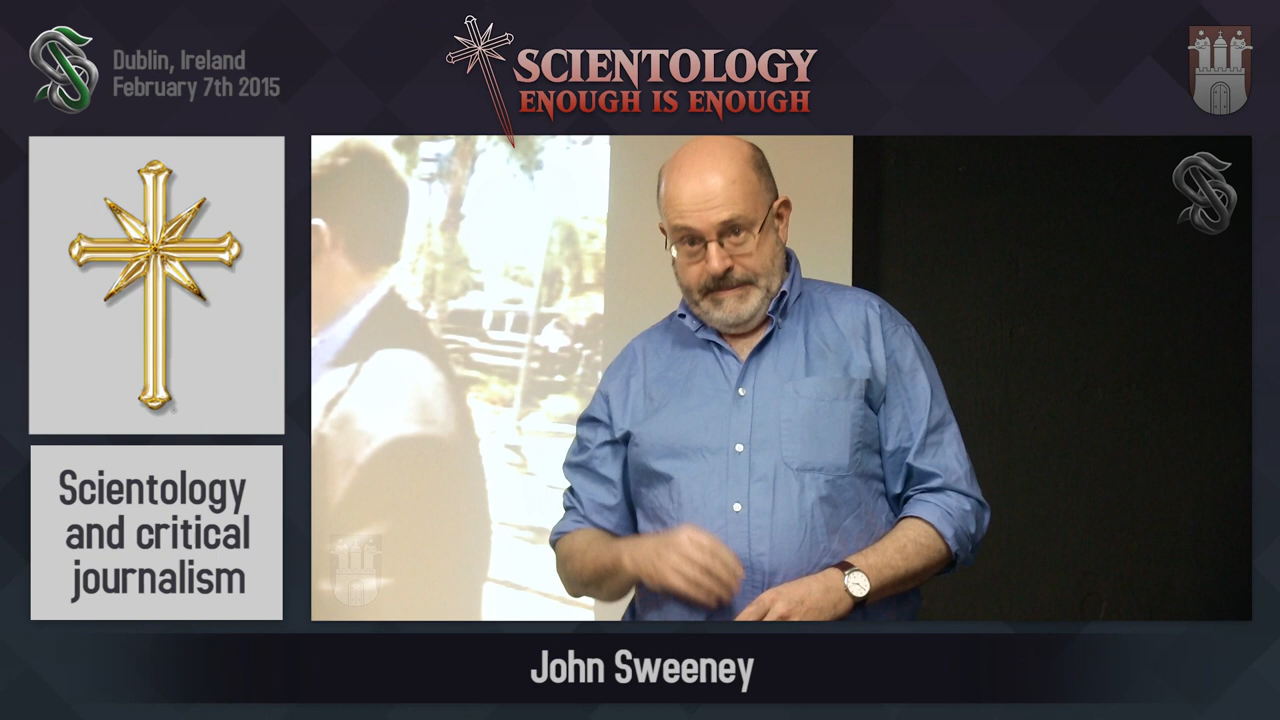 Dublin, Ireland
February 7th 2015
SCIENTOLOGY
ENOUGH IS ENOUGH
Scientology
and critical
journalism
John Sweeney